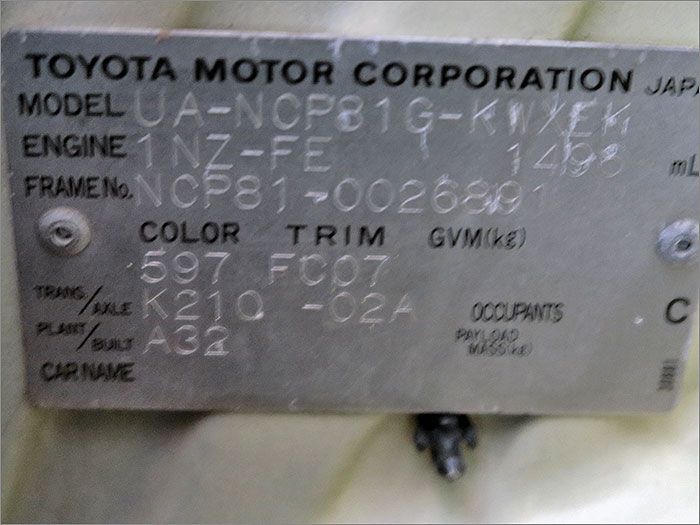 TOYOTA MOTOR CORPORATION JAPA
MODEL UA-NCP81G-KWXEK
ENGINE 1NZ-FE 1496 mL
FRAME No. NCP81-0026891
COLOR TRIM GVM(kg)
597 FC07
TRANS./AXLE K210 -02A OCCUPANTS C
PLANT/BUILT A32 PAYLOAD MASS(kg)
CAR NAME